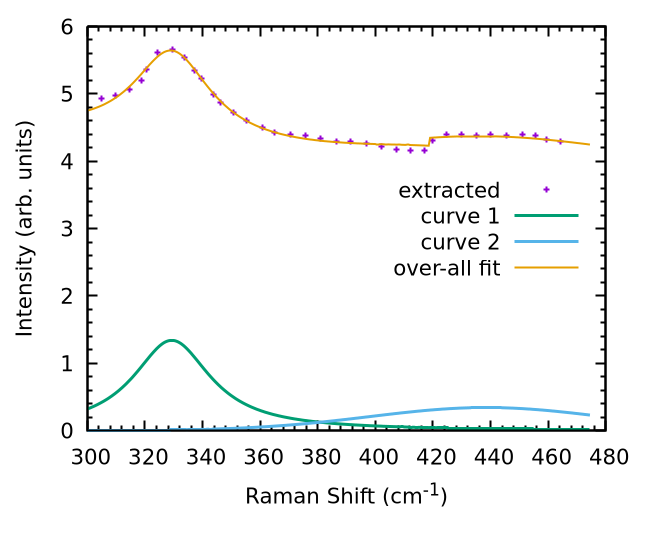 6
5
4
3
2
1
0
300 320 340 360 380 400 420 440 460 480
Intensity (arb. units)
Raman Shift (cm⁻¹)
extracted
curve 1
curve 2
over-all fit